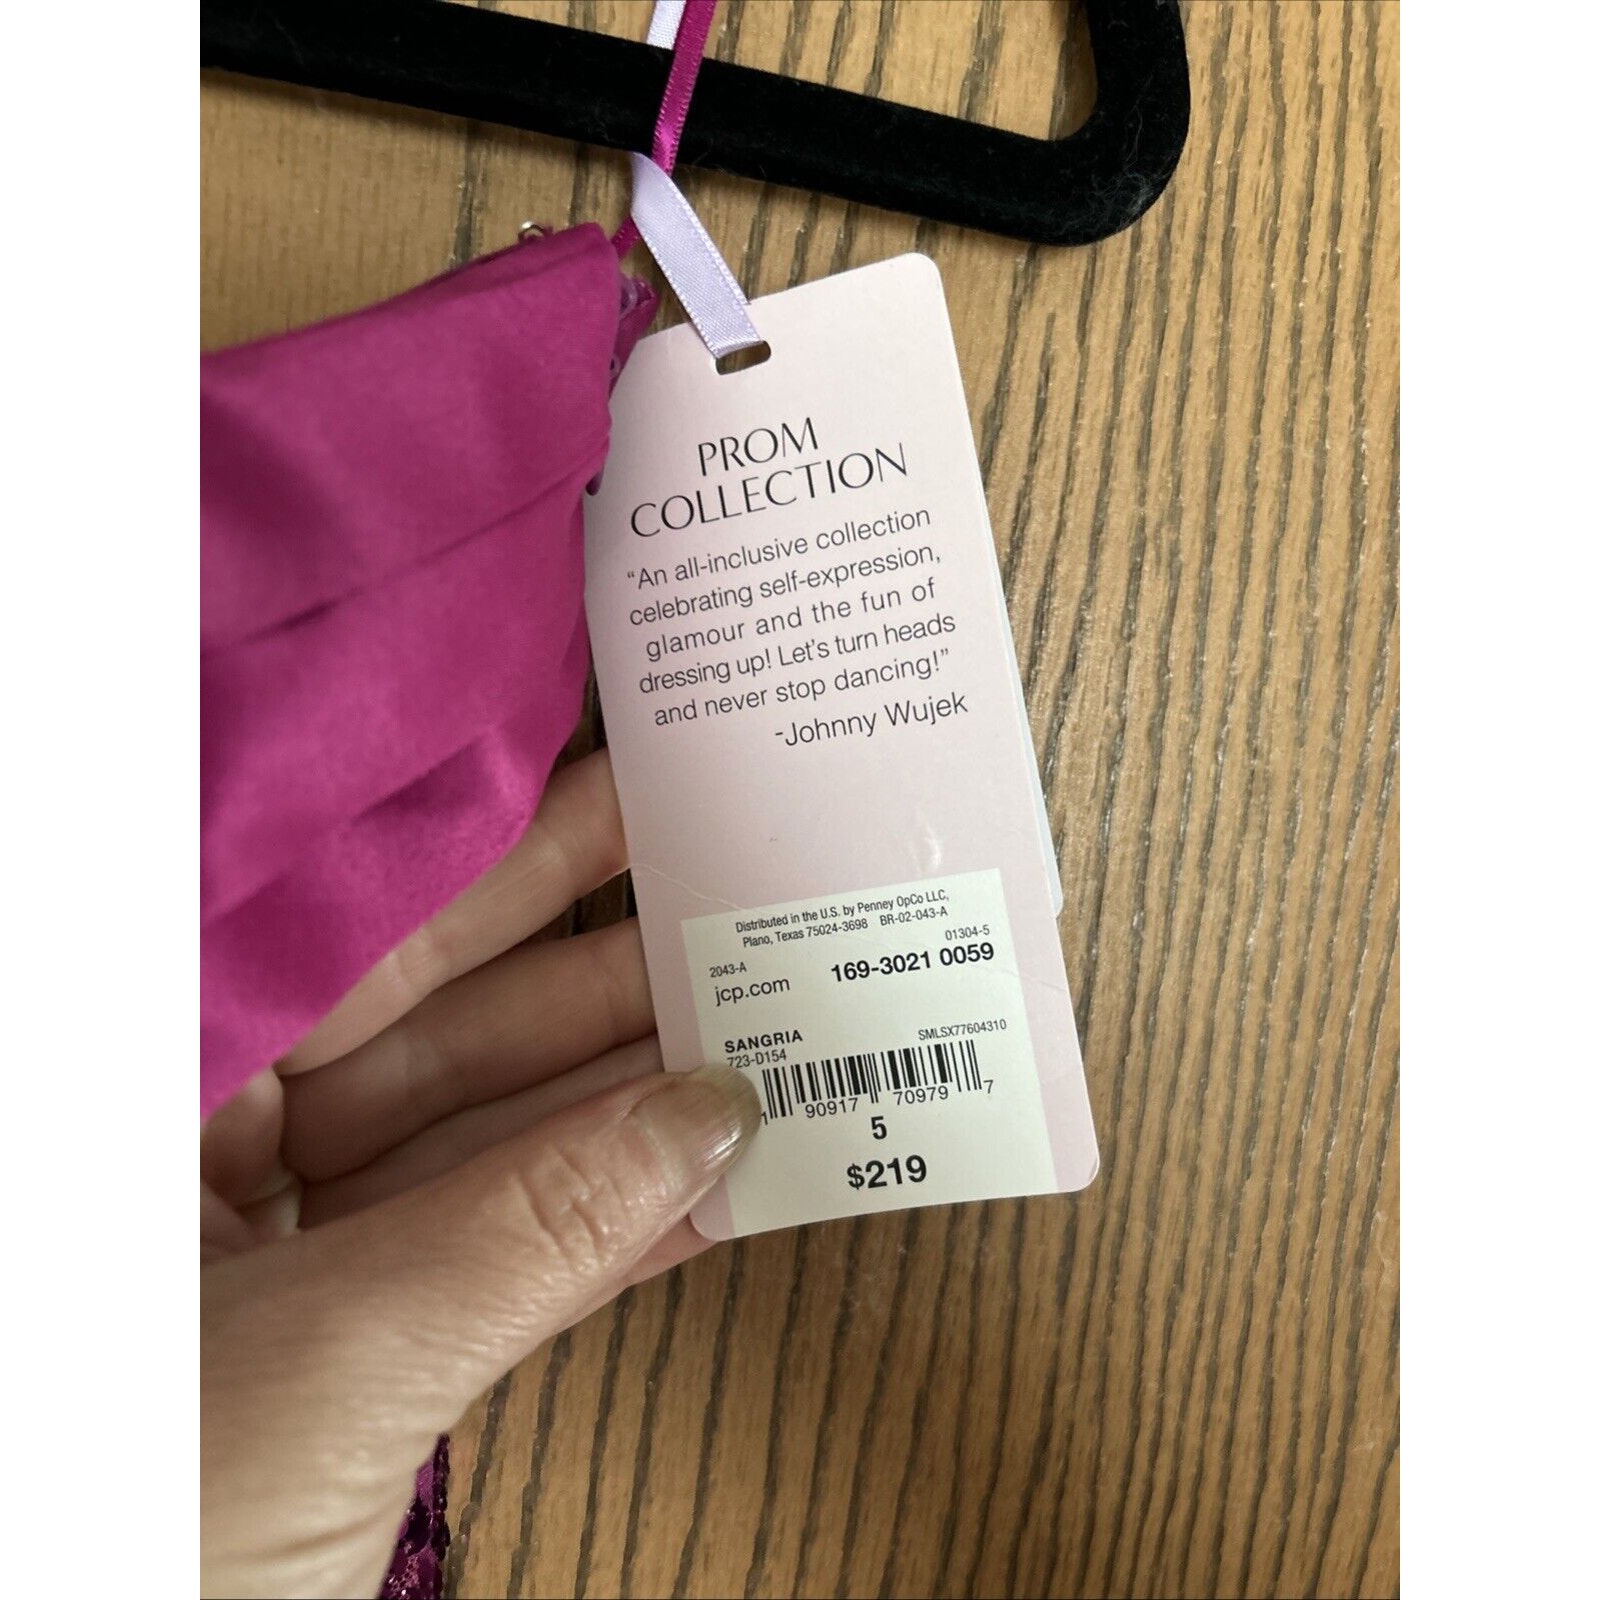 PROM
COLLECTION
“An all-inclusive collection
celebrating self-expression,
glamour and the fun of
dressing up! Let's turn heads
and never stop dancing!”
-Johnny Wujek
Distributed in the U.S. by Penney OpCo LLC,
Plano, Texas 75024-3698 BR-02-043-A
01304-5
2043-A
jcp.com 169-3021 0059
SANGRIA SMLSX77604310
723-D154
1 90917 70979 7
5
$219